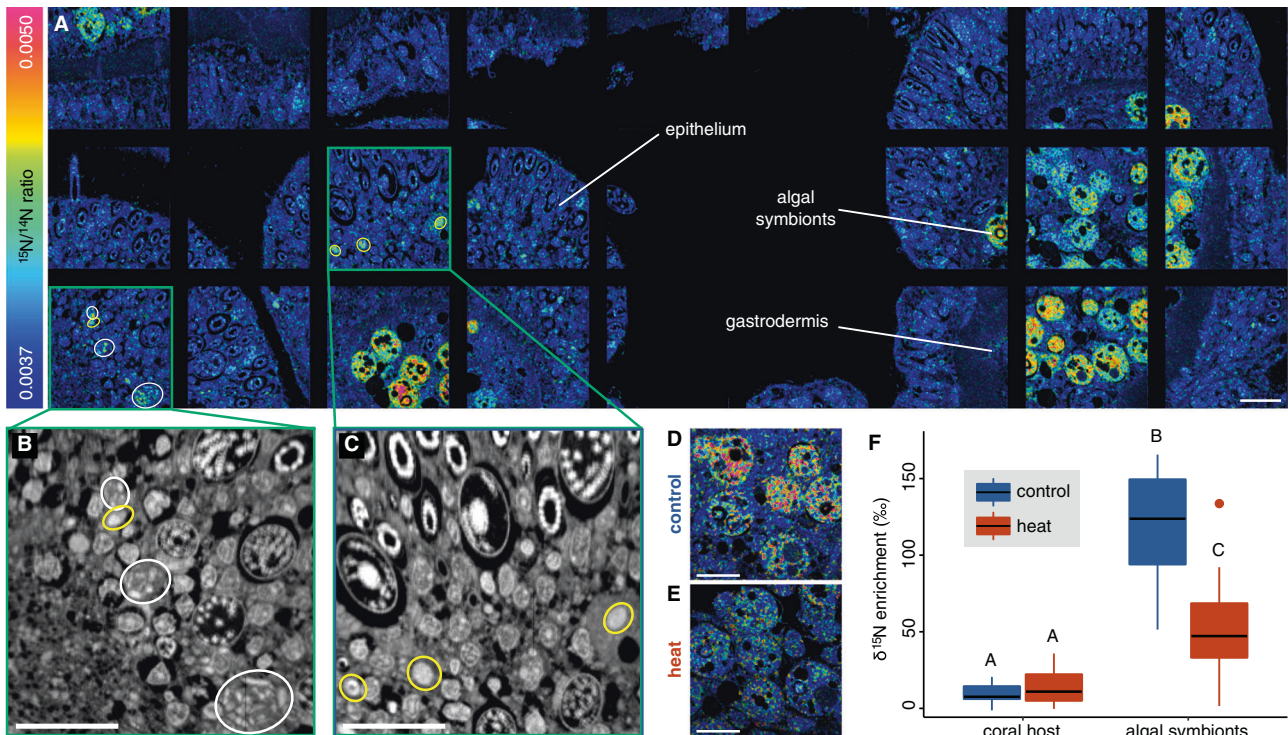 A
0.0050
¹⁵N/¹⁴N ratio
0.0037
epithelium
algal
symbionts
gastrodermis
B
C
D
control
E
heat
F
δ¹⁵N enrichment (‰)
150
100
50
0
control
heat
A
A
B
C
coral host
algal symbionts